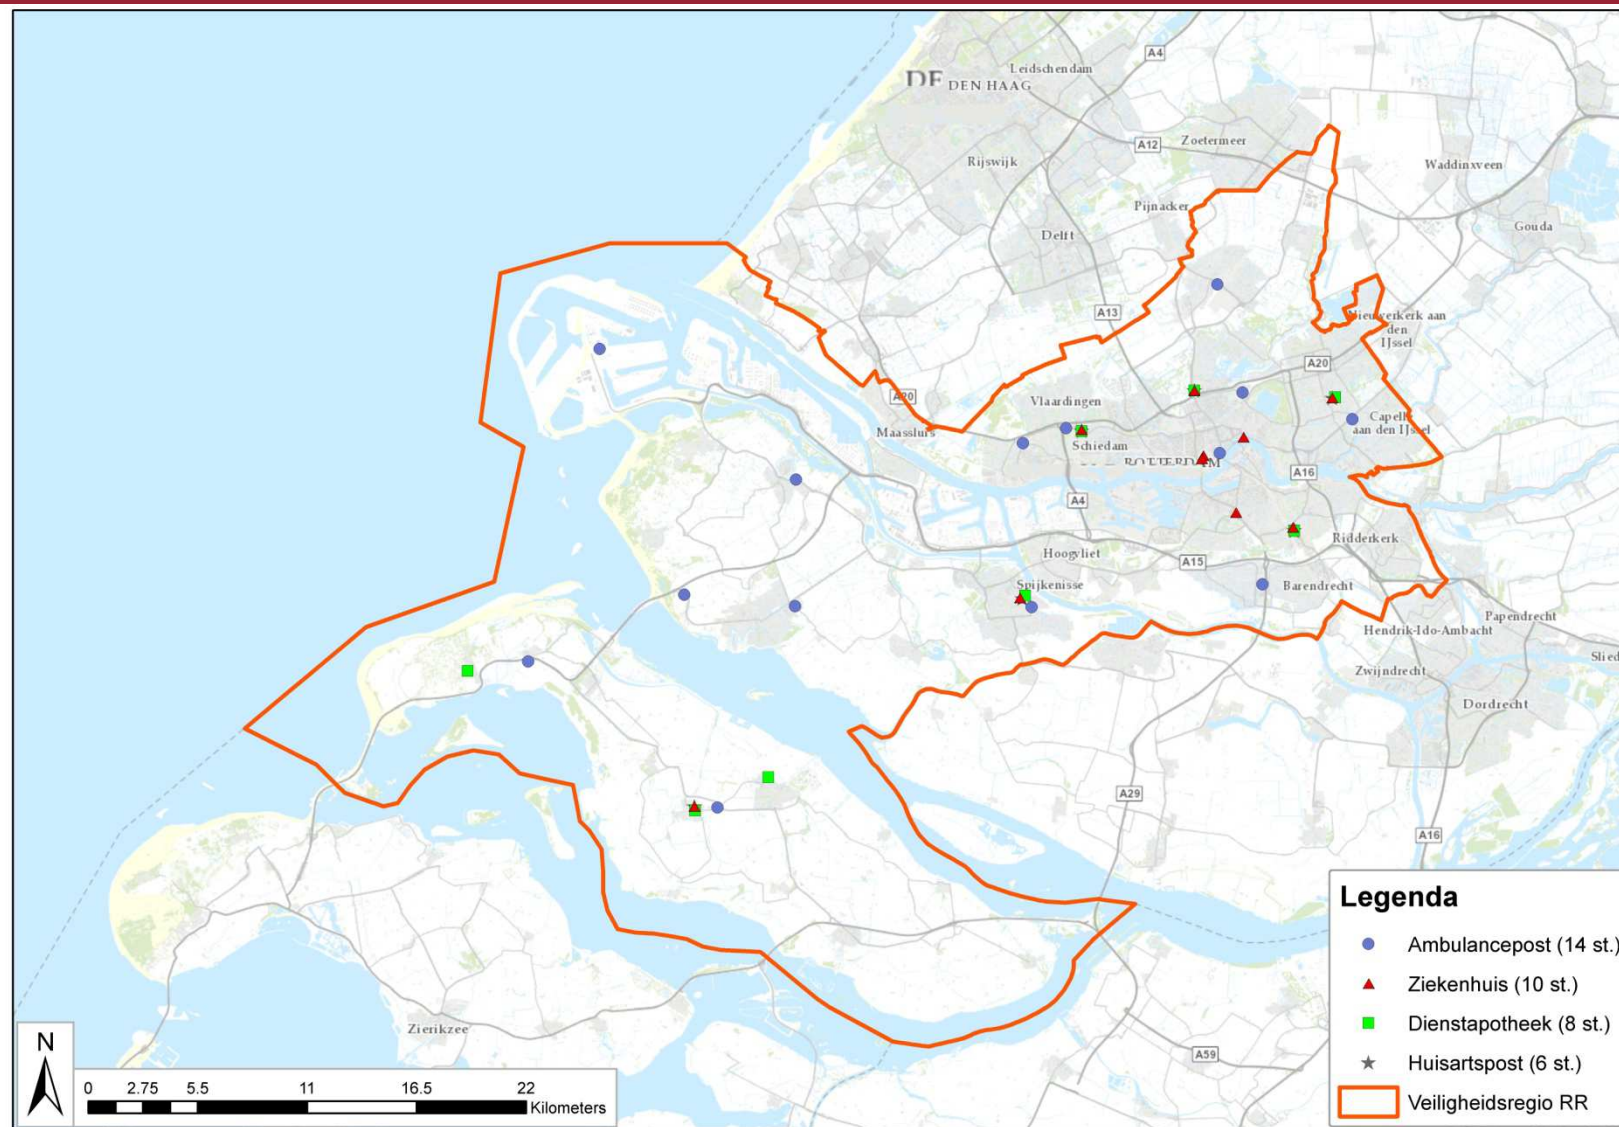 A4
Leidschendam
DEN HAAG
A12
Zoetermeer
Rijswijk
Waddinxveen
Pijnacker
Gouda
Delft
A13
Nieuwerkerk aan
den
IJssel
A20
A20
Vlaardingen
Maassluis
Schiedam
Capelle
aan den IJssel
ROTTERDAM
A16
A4
Hoogvliet
A15
Ridderkerk
Spijkenisse
Barendrecht
Papendrecht
Hendrik-Ido-Ambacht
Slied
Zwijndrecht
Dordrecht
A29
A16
Zierikzee
A59
N
0 2.75 5.5 11 16.5 22
Kilometers
Legenda
Ambulancepost (14 st.)
Ziekenhuis (10 st.)
Dienstapotheek (8 st.)
Huisartspost (6 st.)
Veiligheidsregio RR